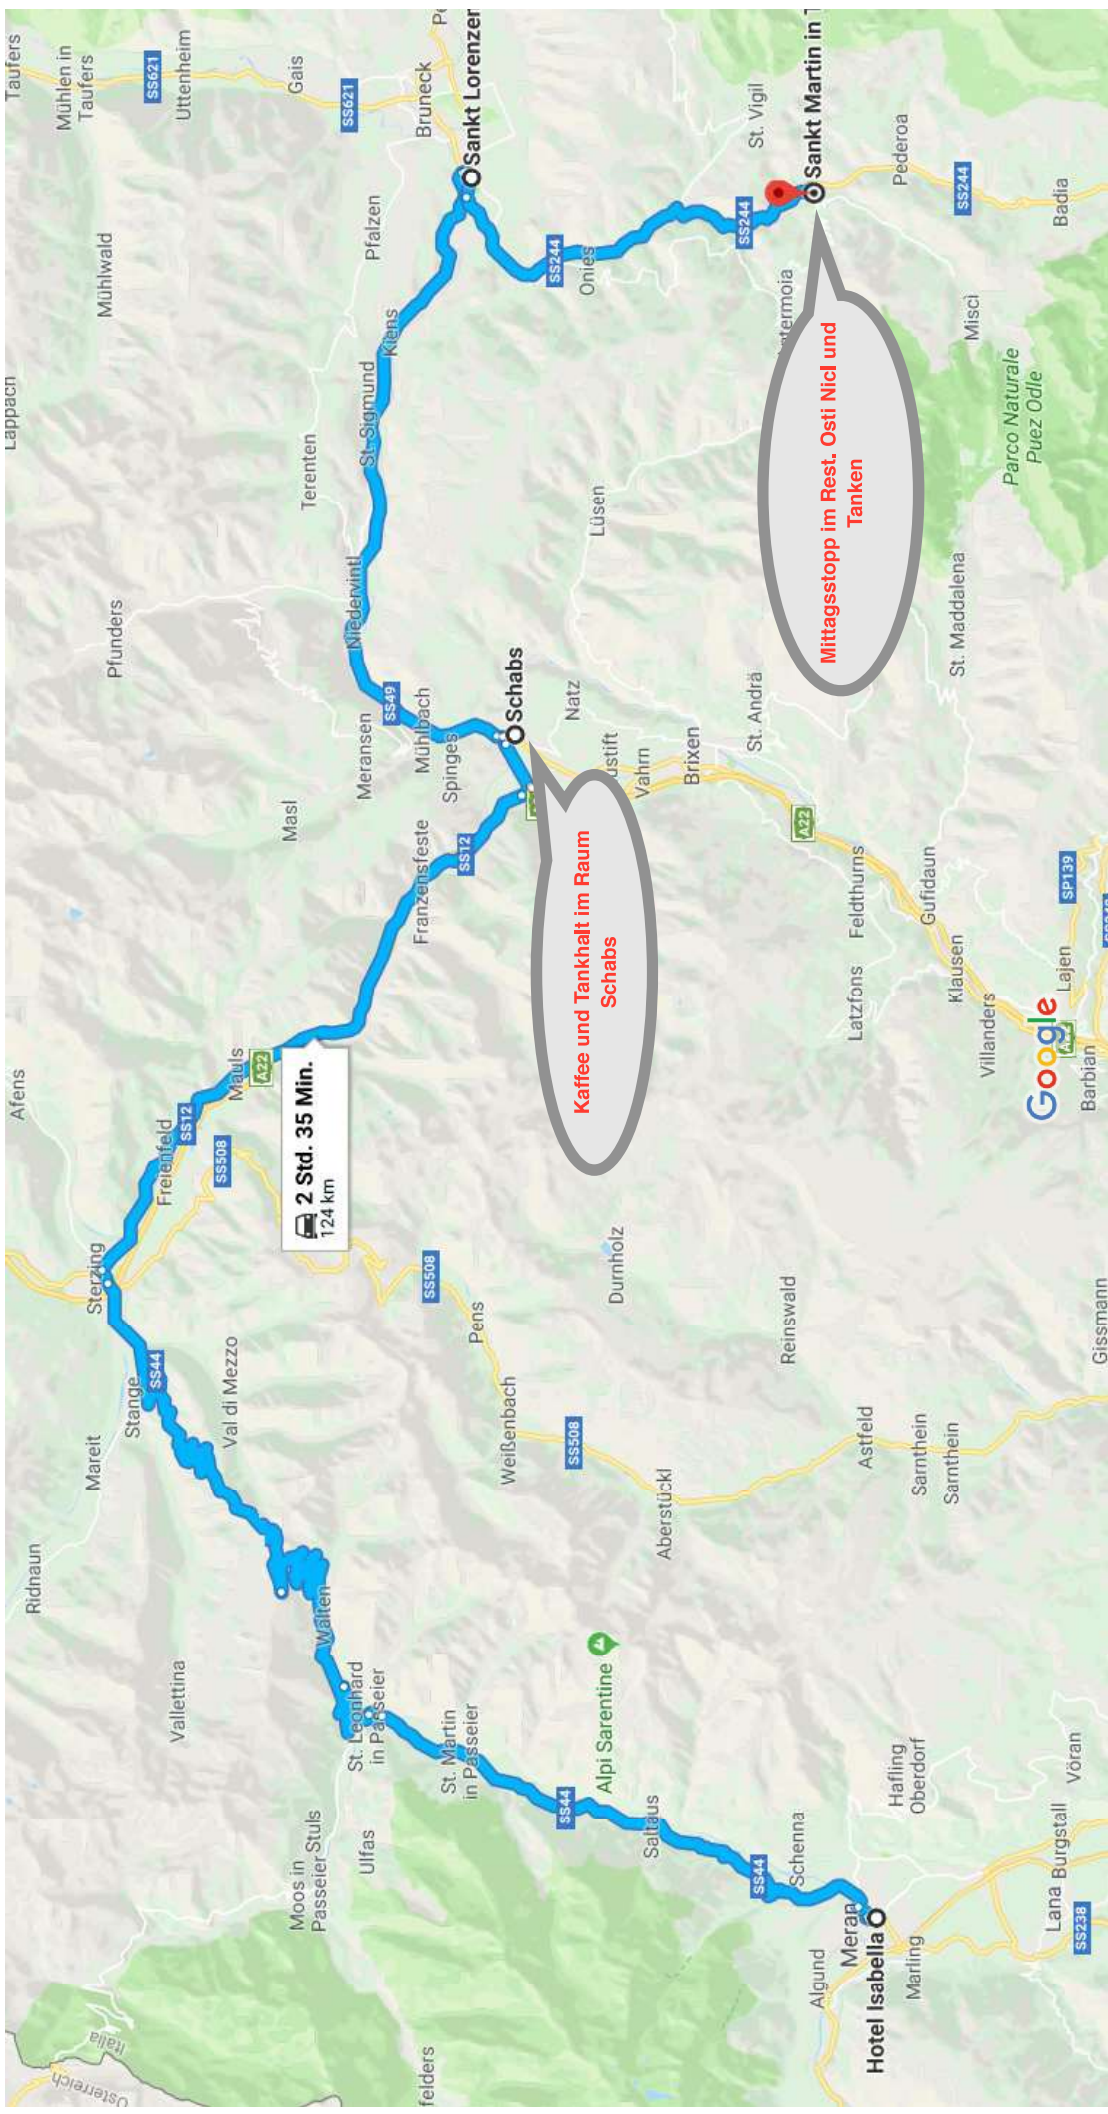 Taufers
Mühlen in
Taufers
SS621
Uttenheim
Gais
SS621
Bruneck
Sankt Lorenzen
Lappach
Mühlwald
Pfalzen
Kiens
St. Sigmund
Terenten
Niedervintl
Pfunders
Onies
SS244
St. Vigil
SS244
Sankt Martin in T
Pederoa
SS244
Badia
Misci
Parco Naturale
Puez Odle
Mittagsstopp im Rest. Osti Nicl und
Tanken
Lüsen
St. Maddalena
Meransen
SS49
Mühlbach
Spinges
Schabs
Natz
Masl
Vahrn
Brixen
St. Andrä
Franzensfeste
SS12
A22
Kaffee und Tankhalt im Raum
Schabs
Feldthurns
Gufidaun
SP139
Latzfons
Klausen
Lajen
Villanders
Google
Barbian
Afens
Mauls
A22
SS12
Freienfeld
SS508
2 Std. 35 Min.
124 km
Sterzing
SS508
Durnholz
Pens
Reinswald
Gissmann
SS44
Stange
Val di Mezzo
Mareit
Weißenbach
SS508
Astfeld
Sarnthein
Sarnthein
Aberstückl
Ridnaun
Walten
Vallettina
St. Leonhard
in Passeier
Alpi Sarentine
St. Martin
in Passeier
Hafling
Oberdorf
Vöran
SS44
Saltaus
Stuls
Moos in
Passeier
Ulfas
Schenna
SS44
Burgstall
Lana
SS238
Meran
Hotel Isabella
Marling
Algund
Italia
Österreich
felders